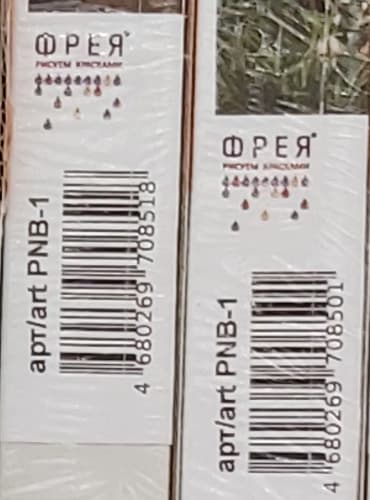 ФРЕЯ
РИСУЕМ КРАСКАМИ
арт/art PNB-1
4 680269 708518
ФРЕЯ
РИСУЕМ КРАСКАМИ
арт/art PNB-1
4 680269 708501